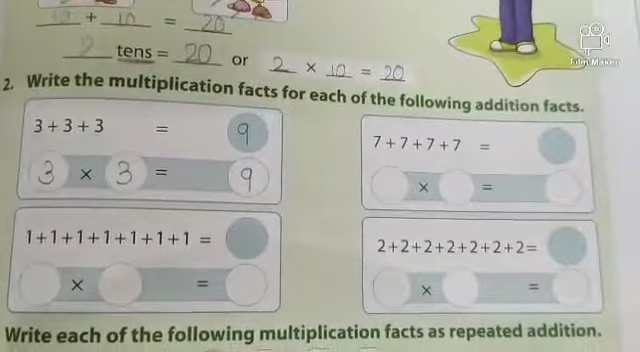 10 + 10 = 20
2 tens = 20 or 2 × 10 = 20
Film Maker
2. Write the multiplication facts for each of the following addition facts.
3+3+3 = 9
3 × 3 = 9
7+7+7+7 =
× =
1+1+1+1+1+1+1 =
× =
2+2+2+2+2+2+2=
× =
Write each of the following multiplication facts as repeated addition.